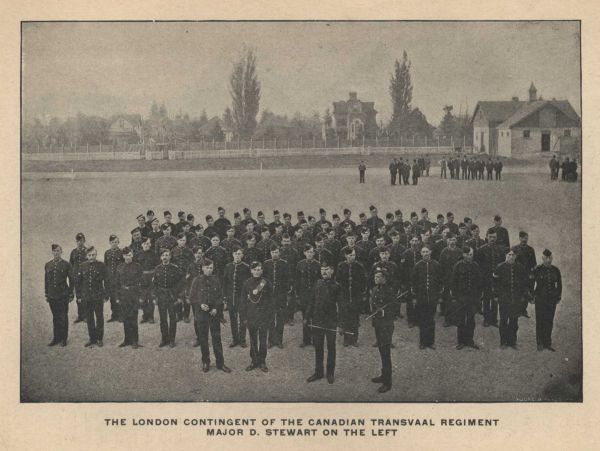 THE LONDON CONTINGENT OF THE CANADIAN TRANSVAAL REGIMENT
MAJOR D. STEWART ON THE LEFT